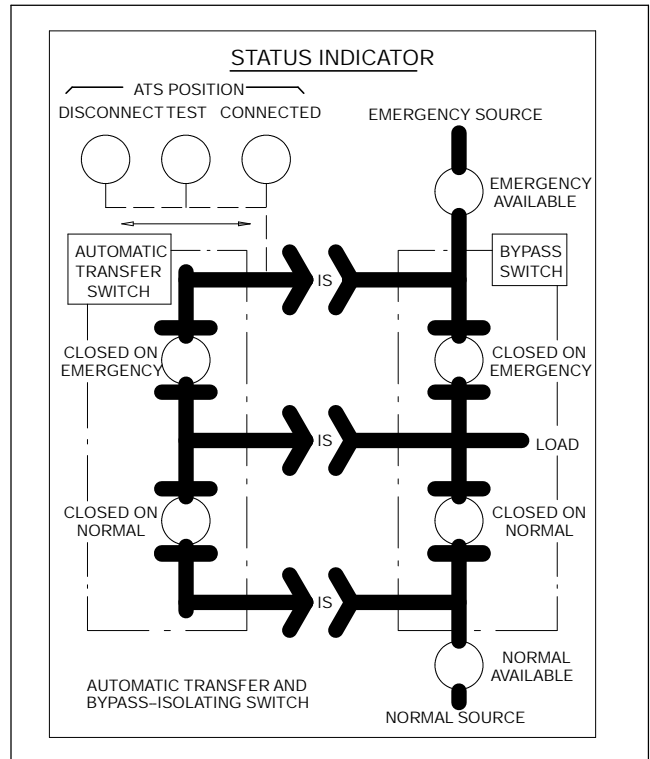 STATUS INDICATOR
ATS POSITION
DISCONNECT TEST CONNECTED
EMERGENCY SOURCE
EMERGENCY
AVAILABLE
AUTOMATIC
TRANSFER
SWITCH
BYPASS
SWITCH
IS
CLOSED ON
EMERGENCY
CLOSED ON
EMERGENCY
IS
LOAD
CLOSED ON
NORMAL
CLOSED ON
NORMAL
IS
NORMAL
AVAILABLE
AUTOMATIC TRANSFER AND
BYPASS–ISOLATING SWITCH
NORMAL SOURCE